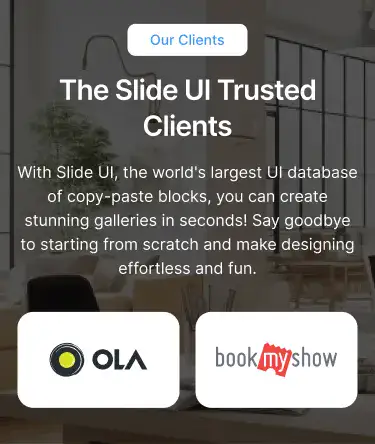 Our Clients
The Slide UI Trusted
Clients
With Slide UI, the world's largest UI database
of copy-paste blocks, you can create
stunning galleries in seconds! Say goodbye
to starting from scratch and make designing
effortless and fun.
OLA
bookmyshow